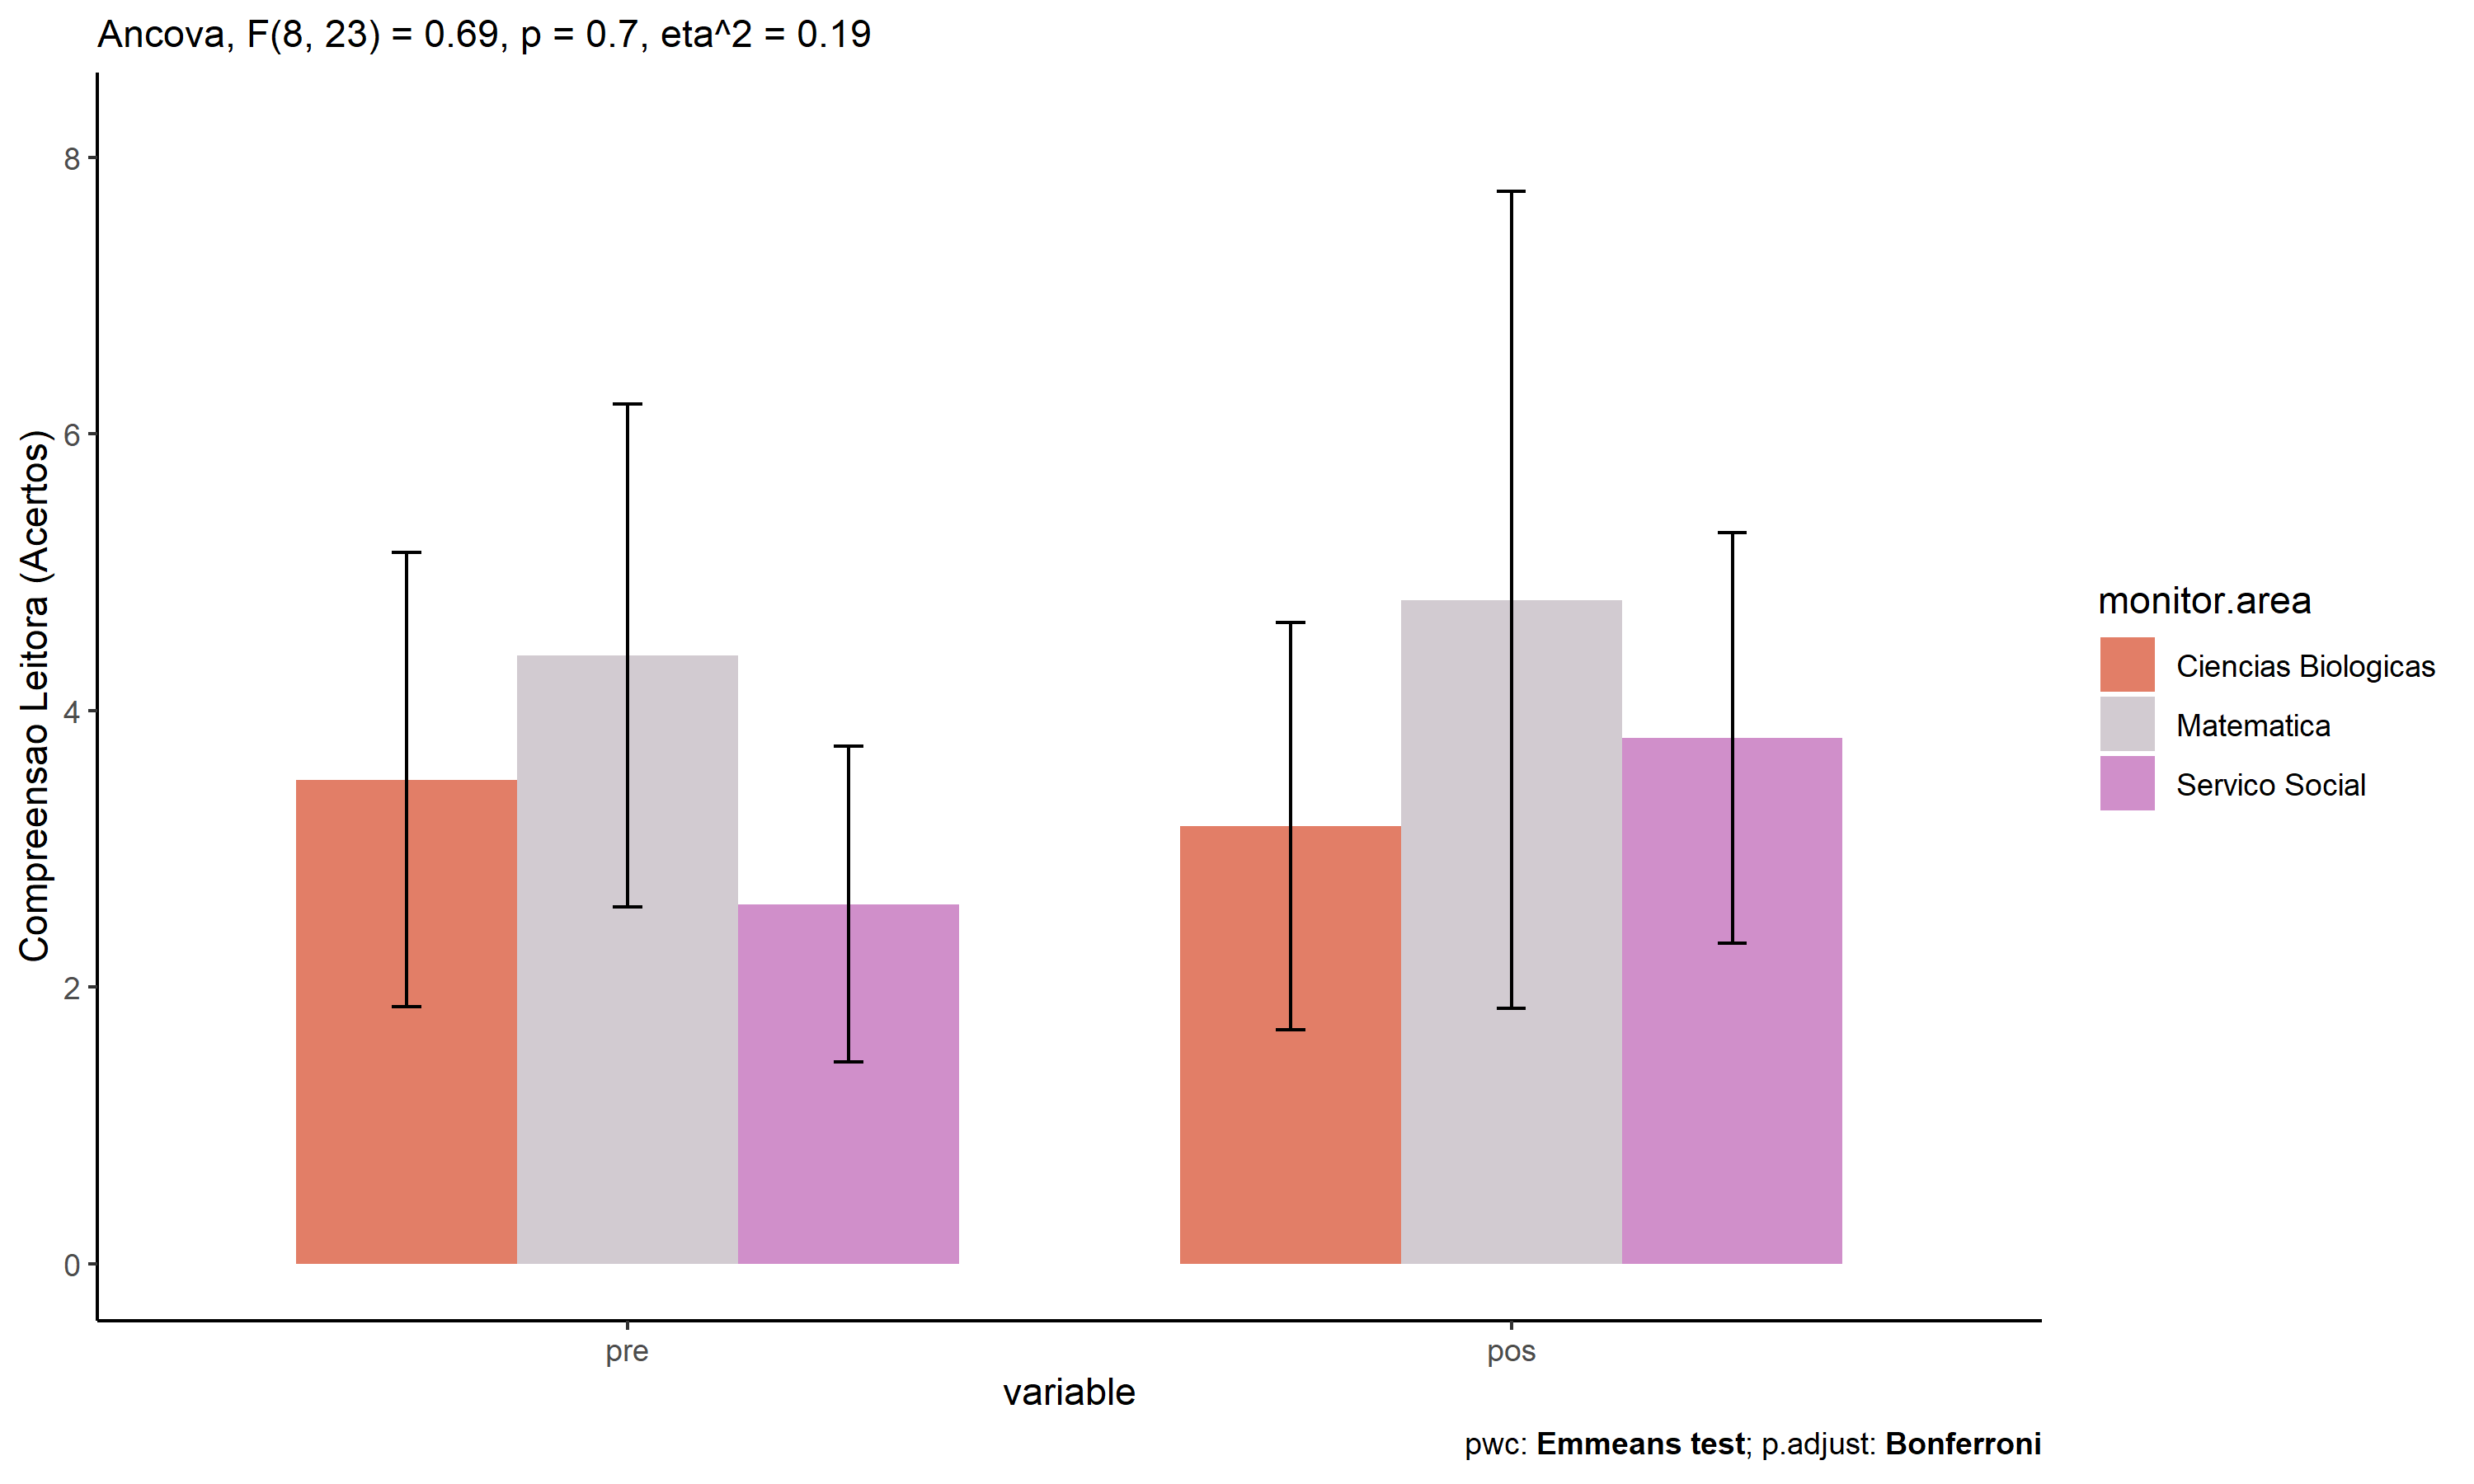 Ancova, F(8, 23) = 0.69, p = 0.7, eta^2 = 0.19
Compreensao Leitora (Acertos)
8
6
4
2
0
pre
pos
variable
monitor.area
Ciencias Biologicas
Matematica
Servico Social
pwc: Emmeans test; p.adjust: Bonferroni